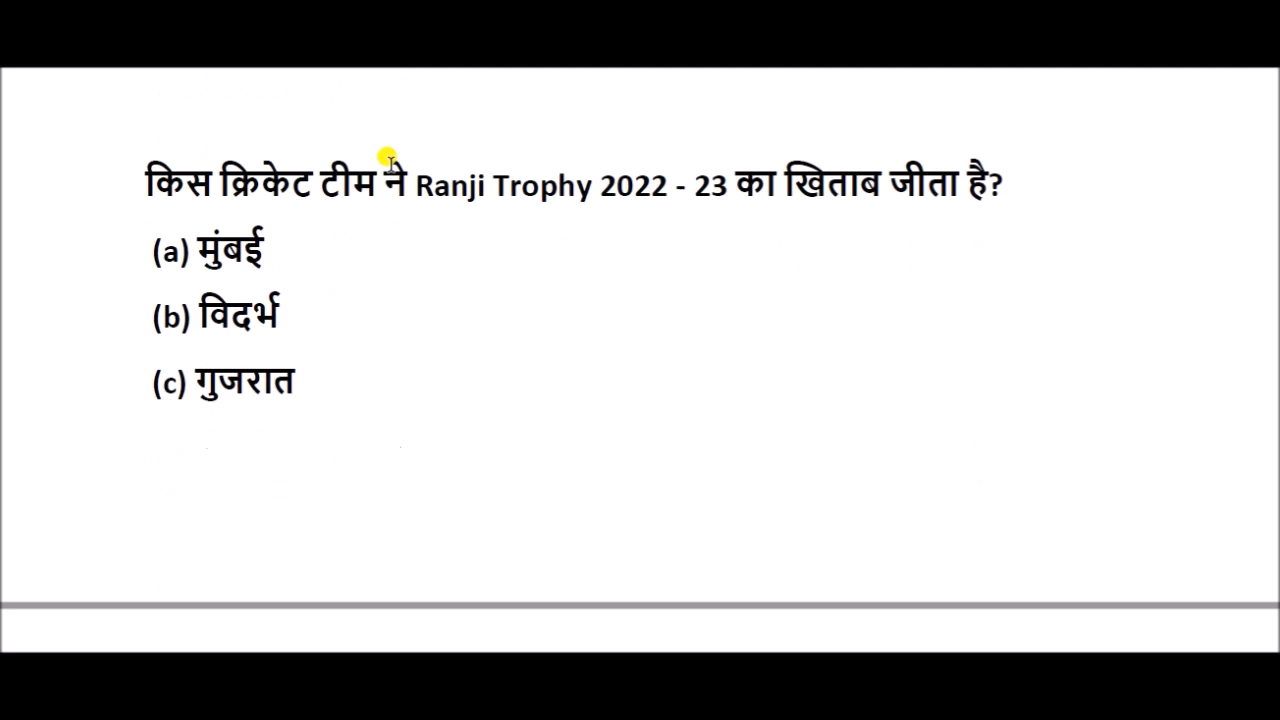 किस क्रिकेट टीम ने Ranji Trophy 2022 - 23 का खिताब जीता है?
(a) मुंबई
(b) विदर्भ
(c) गुजरात